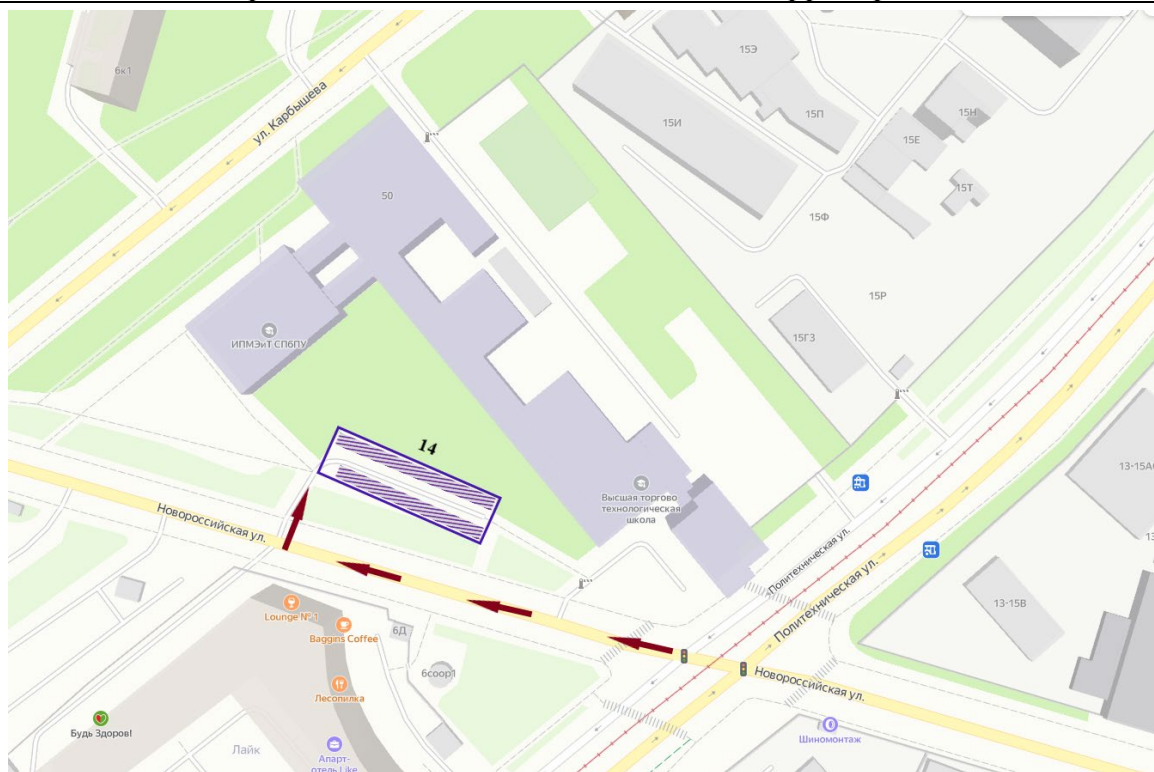 6к1
ул. Карбышева
50
15Э
15И
15П
15Н
15Е
15Т
15Ф
15Р
15Г3
ИПМЭиТ СПбПУ
14
Высшая торгово
технологическая
школа
13-15А
Новороссийская ул.
Политехническая ул.
Политехническая ул.
13-15В
Lounge №1
Baggins Coffee
6Д
6соор1
Лесопилка
Новороссийская ул.
Будь Здоров!
Лайк
Апарт-
отель Like
Шиномонтаж